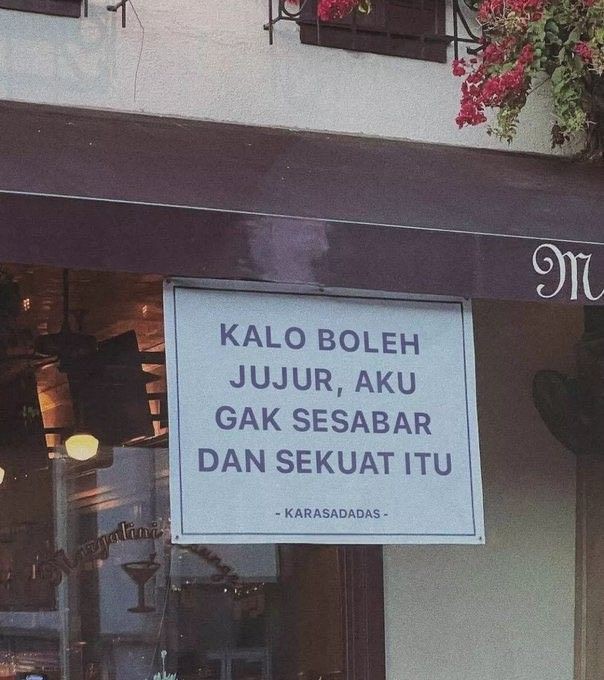 M
KALO BOLEH
JUJUR, AKU
GAK SESABAR
DAN SEKUAT ITU
- KARASADADAS -